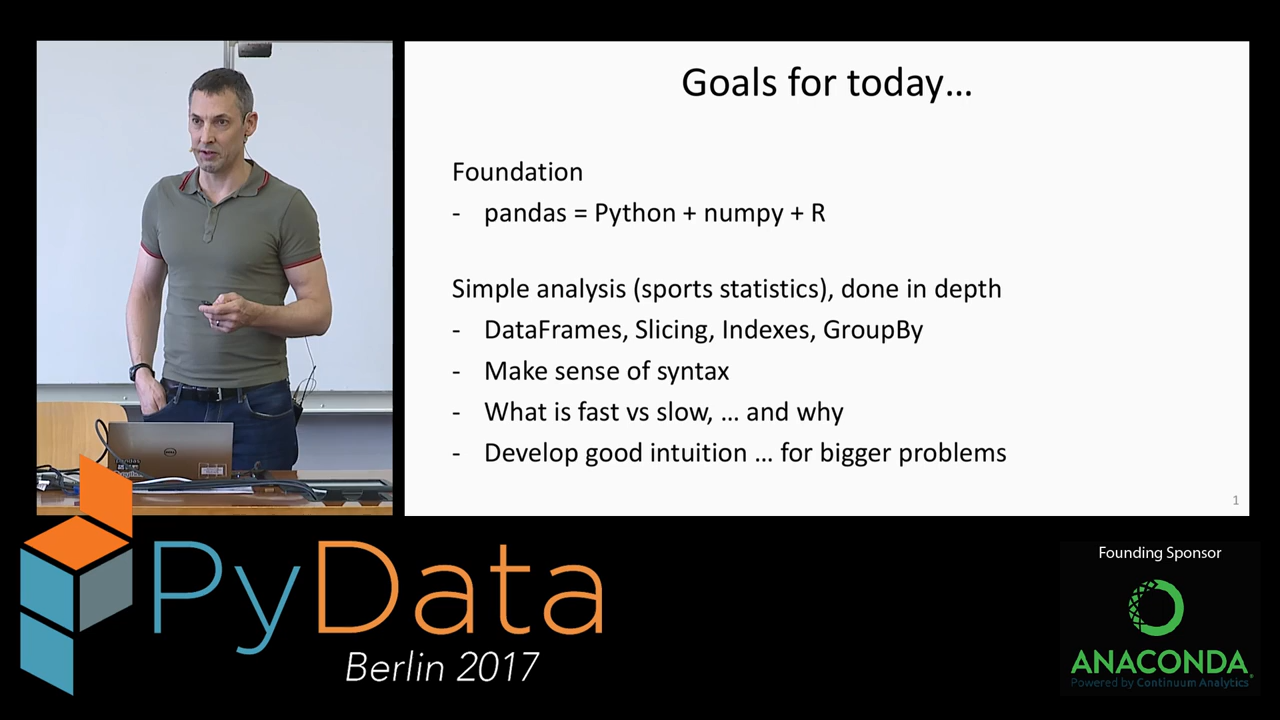 Goals for today…
Foundation
- pandas = Python + numpy + R
Simple analysis (sports statistics), done in depth
- DataFrames, Slicing, Indexes, GroupBy
- Make sense of syntax
- What is fast vs slow, … and why
- Develop good intuition … for bigger problems
1
DELL
PyData
Berlin 2017
Founding Sponsor
ANACONDA®
Powered by Continuum Analytics